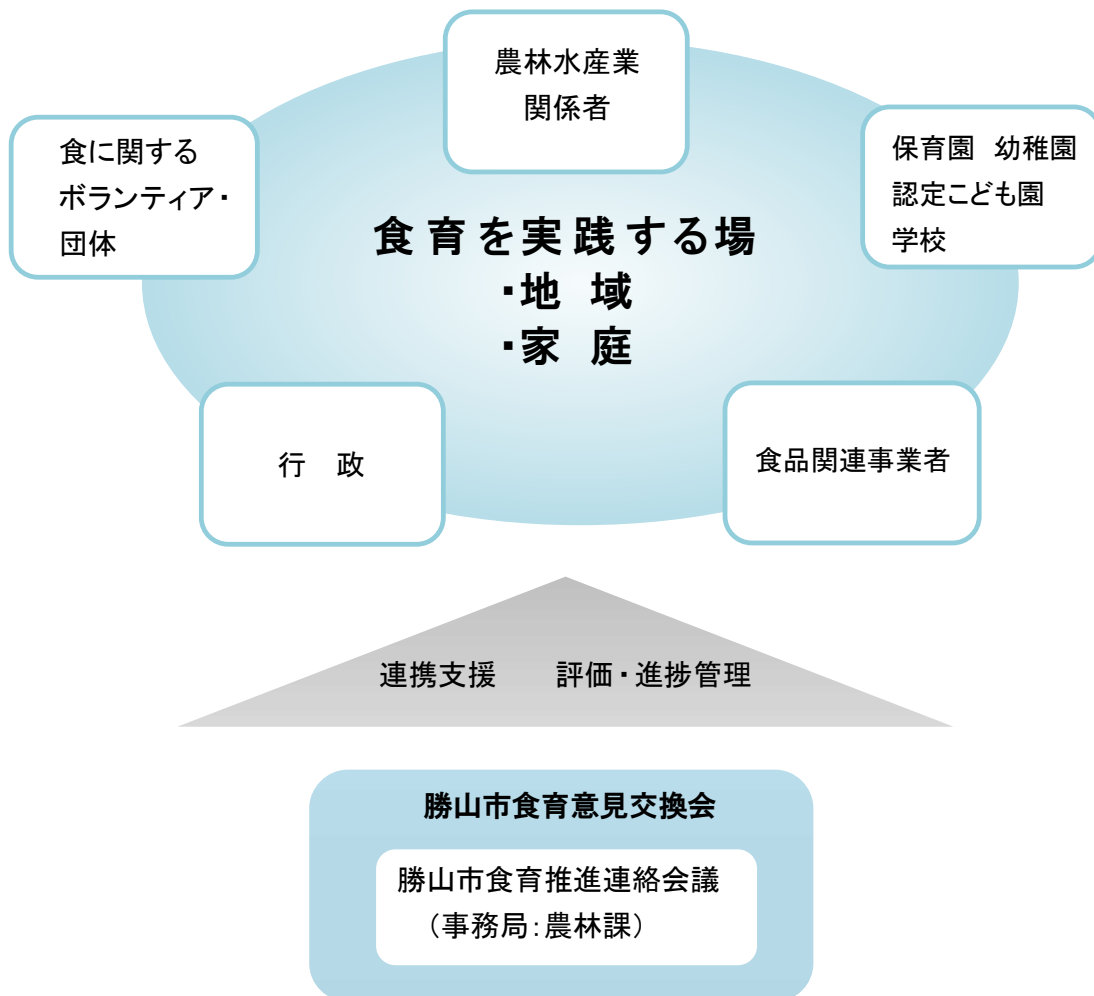 農林水産業
関係者
食に関する
ボランティア・
団体
保育園　幼稚園
認定こども園
学校
食育を実践する場
・地　域
・家　庭
行　政
食品関連事業者
連携支援　　評価・進捗管理
勝山市食育意見交換会
勝山市食育推進連絡会議
（事務局：農林課）